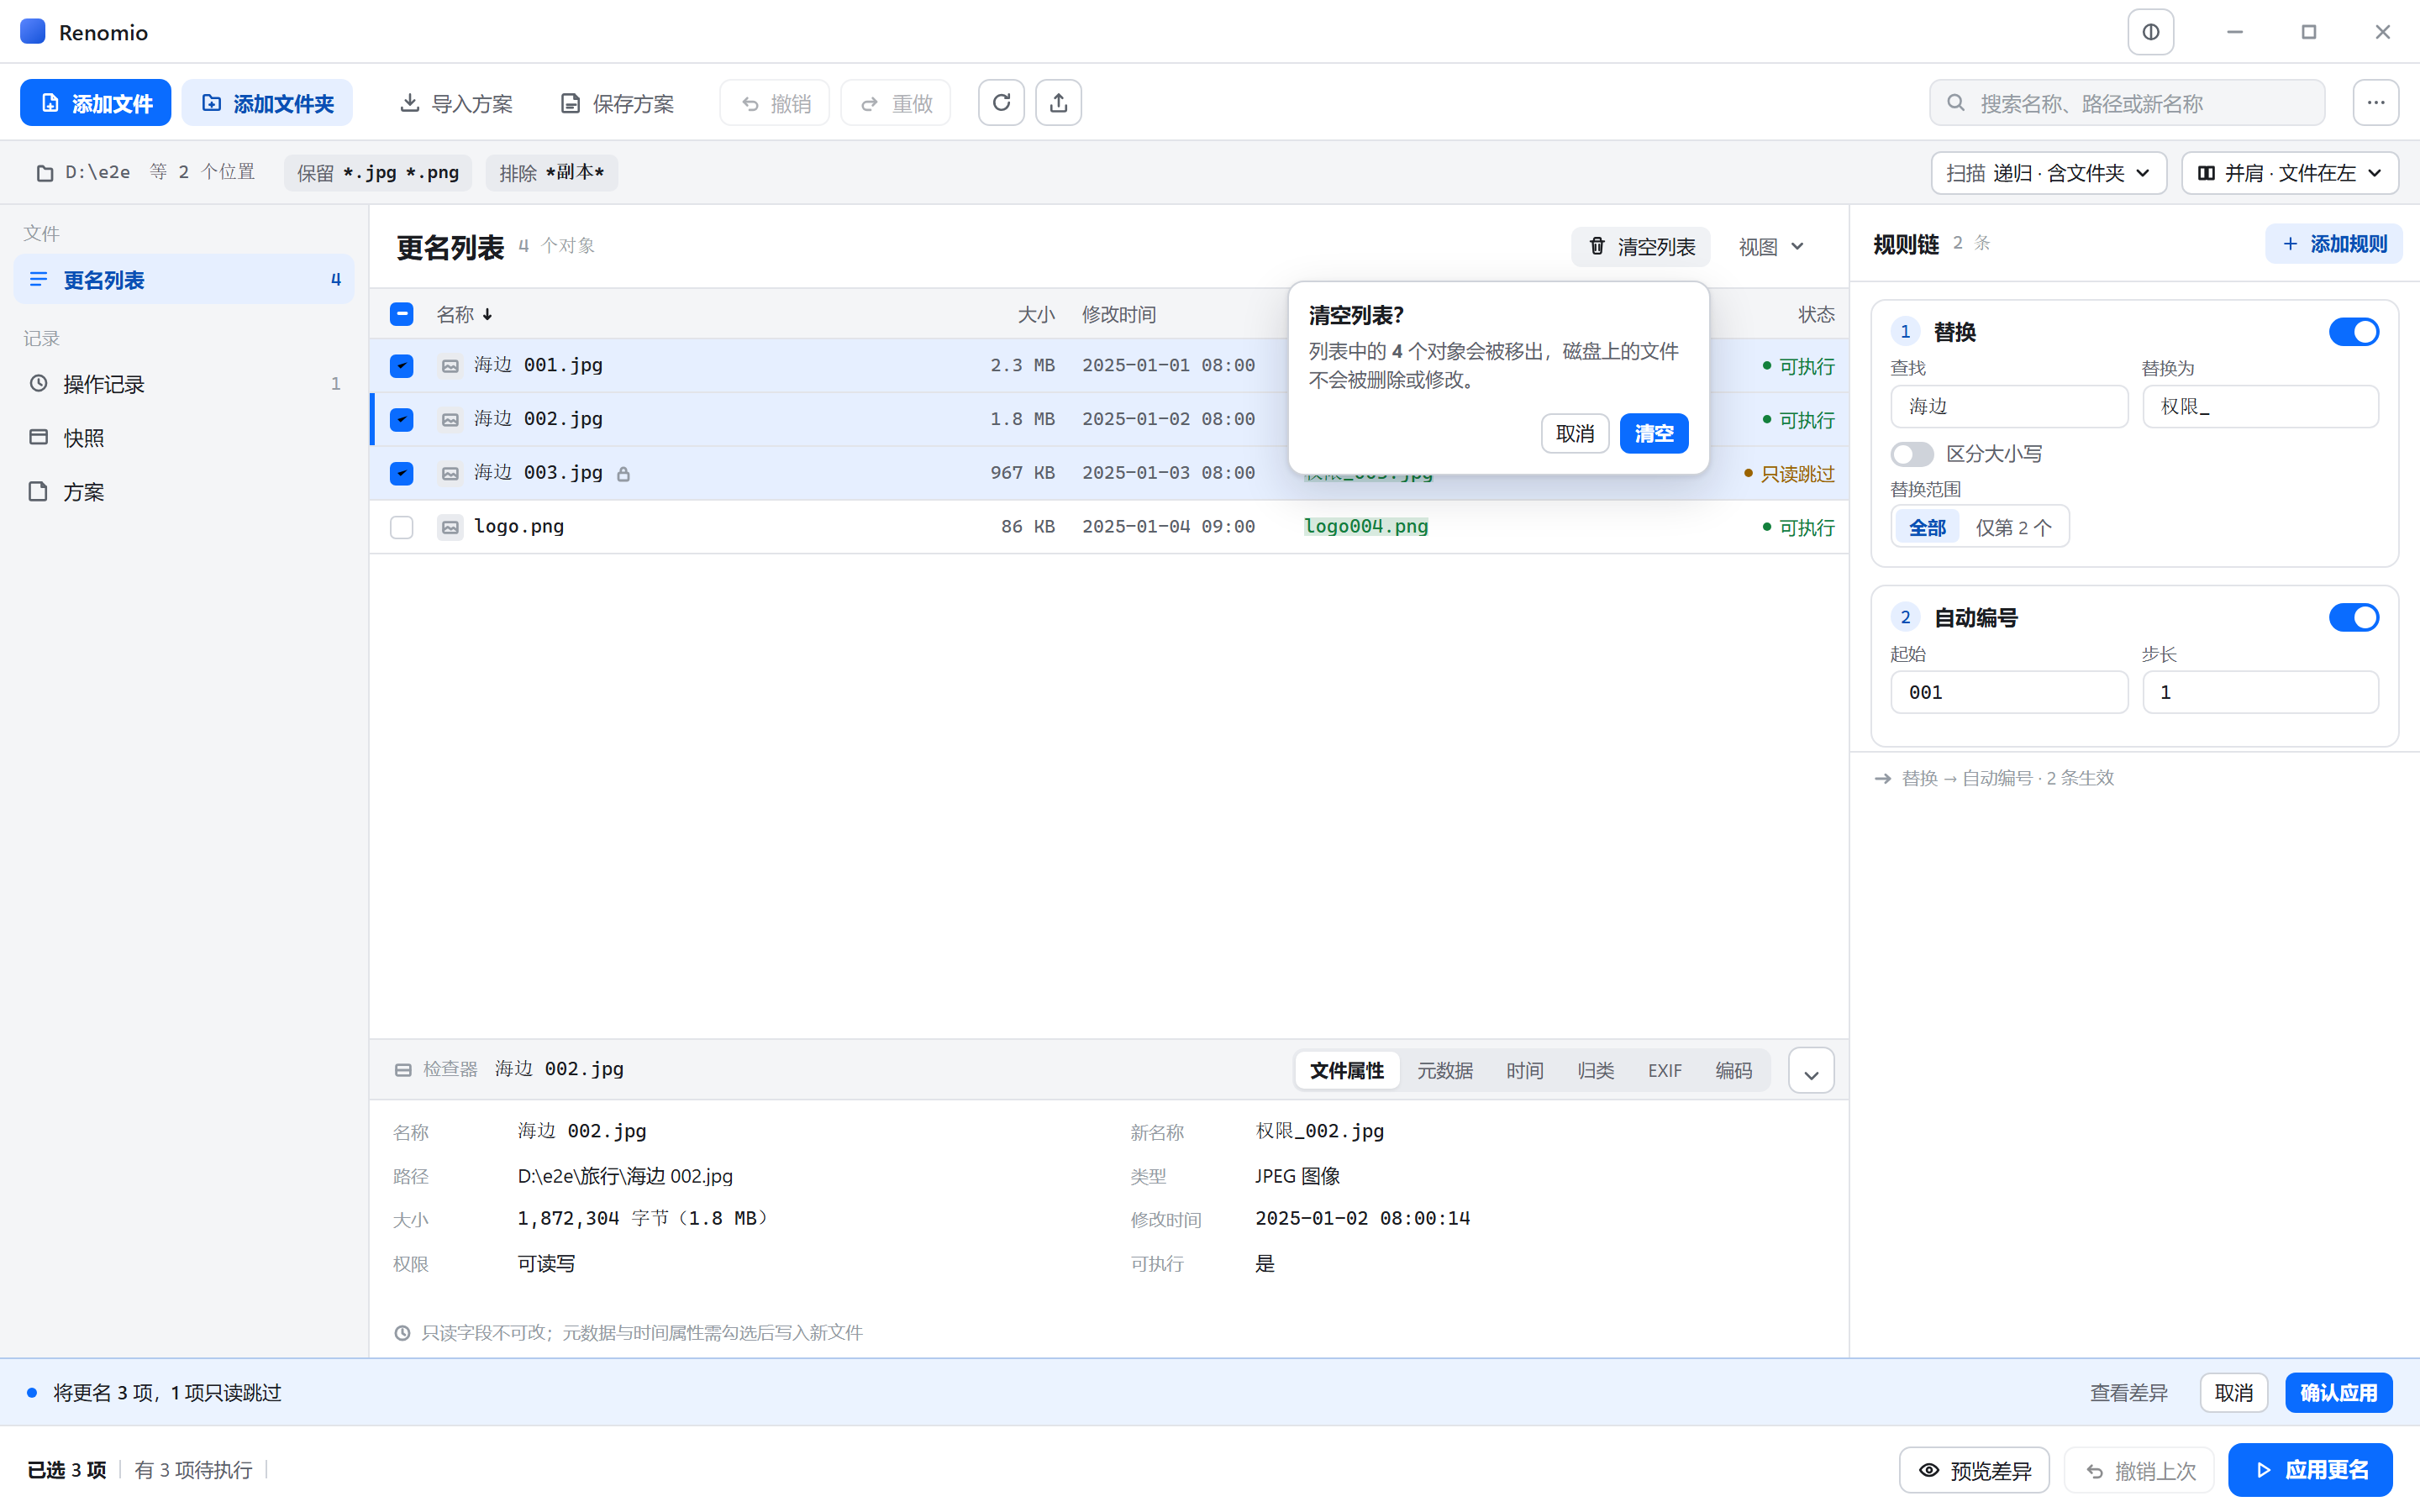 Renomio
添加文件 添加文件夹 导入方案 保存方案 撤销 重做 搜索名称、路径或新名称
D:\e2e 等 2 个位置 保留 *.jpg *.png 排除 *副本* 扫描 递归 · 含文件夹 并肩 · 文件在左
文件
更名列表 4
记录
操作记录 1
快照
方案
更名列表 4 个对象 清空列表 视图
名称 大小 修改时间 状态
海边 001.jpg 2.3 MB 2025-01-01 08:00 可执行
海边 002.jpg 1.8 MB 2025-01-02 08:00 可执行
海边 003.jpg 967 KB 2025-01-03 08:00 只读跳过
logo.png 86 KB 2025-01-04 09:00 logo004.png 可执行
清空列表？
列表中的 4 个对象会被移出，磁盘上的文件
不会被删除或修改。
取消 清空
规则链 2 条 添加规则
1 替换
查找 替换为
海边 权限_
区分大小写
替换范围
全部 仅第 2 个
2 自动编号
起始 步长
001 1
替换 → 自动编号 · 2 条生效
检查器 海边 002.jpg 文件属性 元数据 时间 归类 EXIF 编码
名称 海边 002.jpg 新名称 权限_002.jpg
路径 D:\e2e\旅行\海边 002.jpg 类型 JPEG 图像
大小 1,872,304 字节（1.8 MB） 修改时间 2025-01-02 08:00:14
权限 可读写 可执行 是
只读字段不可改；元数据与时间属性需勾选后写入新文件
将更名 3 项，1 项只读跳过 查看差异 取消 确认应用
已选 3 项 有 3 项待执行 预览差异 撤销上次 应用更名